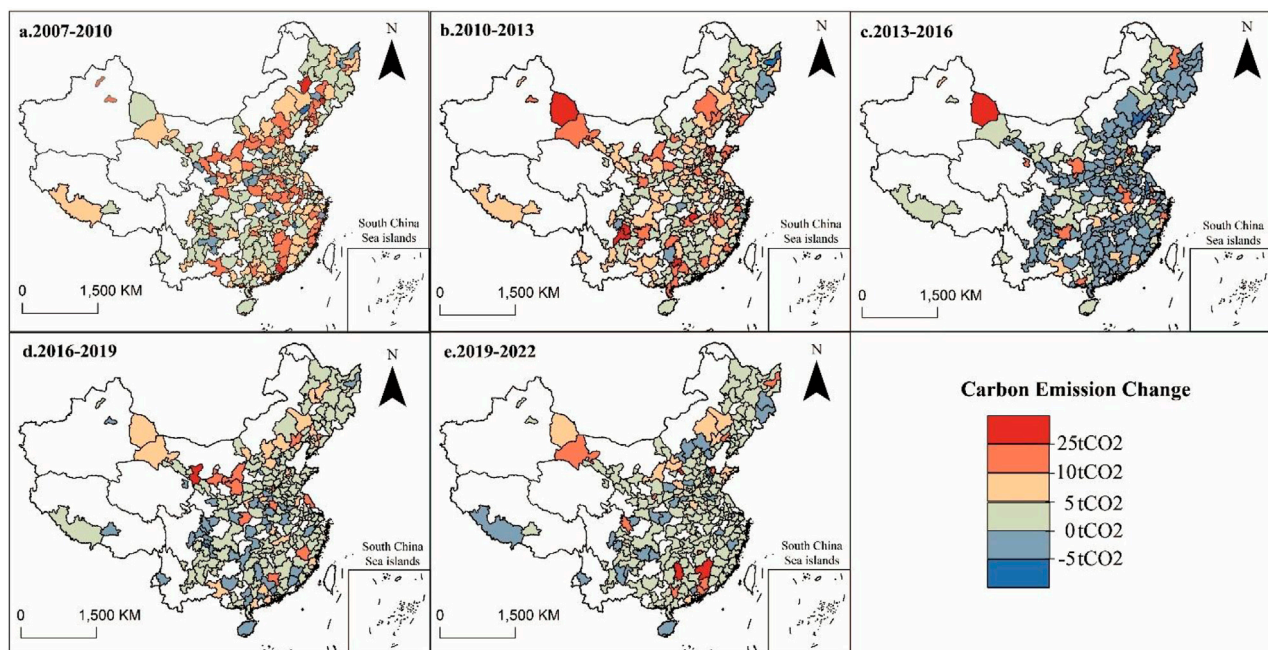 a.2007-2010
N
South China
Sea islands
0 1,500 KM
b.2010-2013
N
South China
Sea islands
0 1,500 KM
c.2013-2016
N
South China
Sea islands
0 1,500 KM
d.2016-2019
N
South China
Sea islands
0 1,500 KM
e.2019-2022
N
South China
Sea islands
0 1,500 KM
Carbon Emission Change
25tCO2
10tCO2
5 tCO2
0 tCO2
-5 tCO2